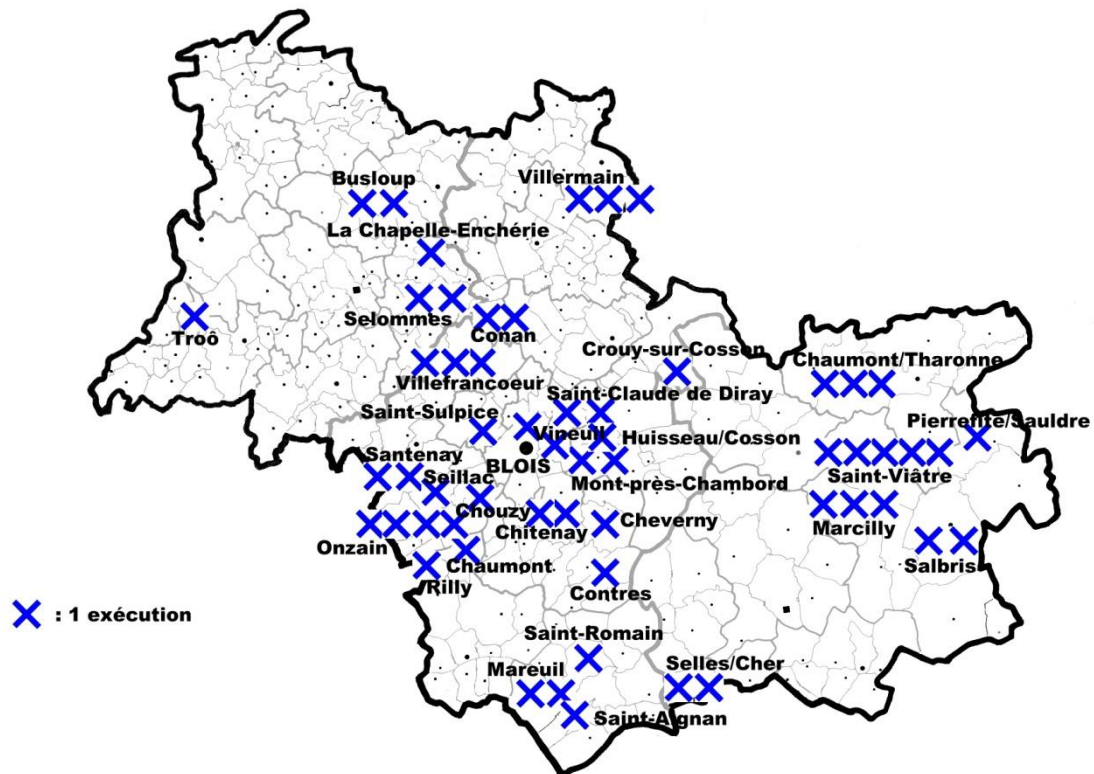 Busloup
Villermain
La Chapelle-Enchérie
Selommes
Conan
Troô
Villefrancoeur
Crouy-sur-Cosson
Chaumont/Tharonne
Saint-Claude de Diray
Saint-Sulpice
Vineuil
Huisseau/Cosson
Pierrefite/Sauldre
BLOIS
Santenay
Seillac
Mont-près-Chambord
Saint-Viâtre
Chouzy
Chitenay
Cheverny
Marcilly
Onzain
Salbris
Chaumont
Rilly
Contres
: 1 exécution
Saint-Romain
Mareuil
Selles/Cher
Saint-Aignan